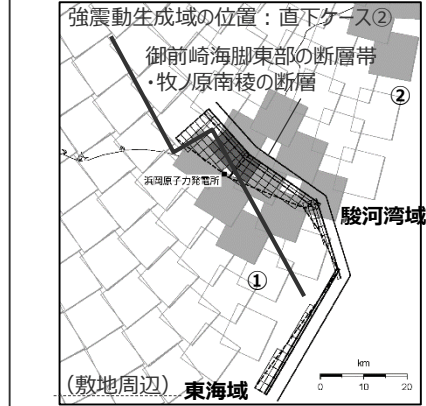 強震動生成域の位置：直下ケース②
御前崎海脚東部の断層帯
・牧ノ原南稜の断層
②
浜岡原子力発電所
駿河湾域
①
km
0 10 20
（敷地周辺）東海域